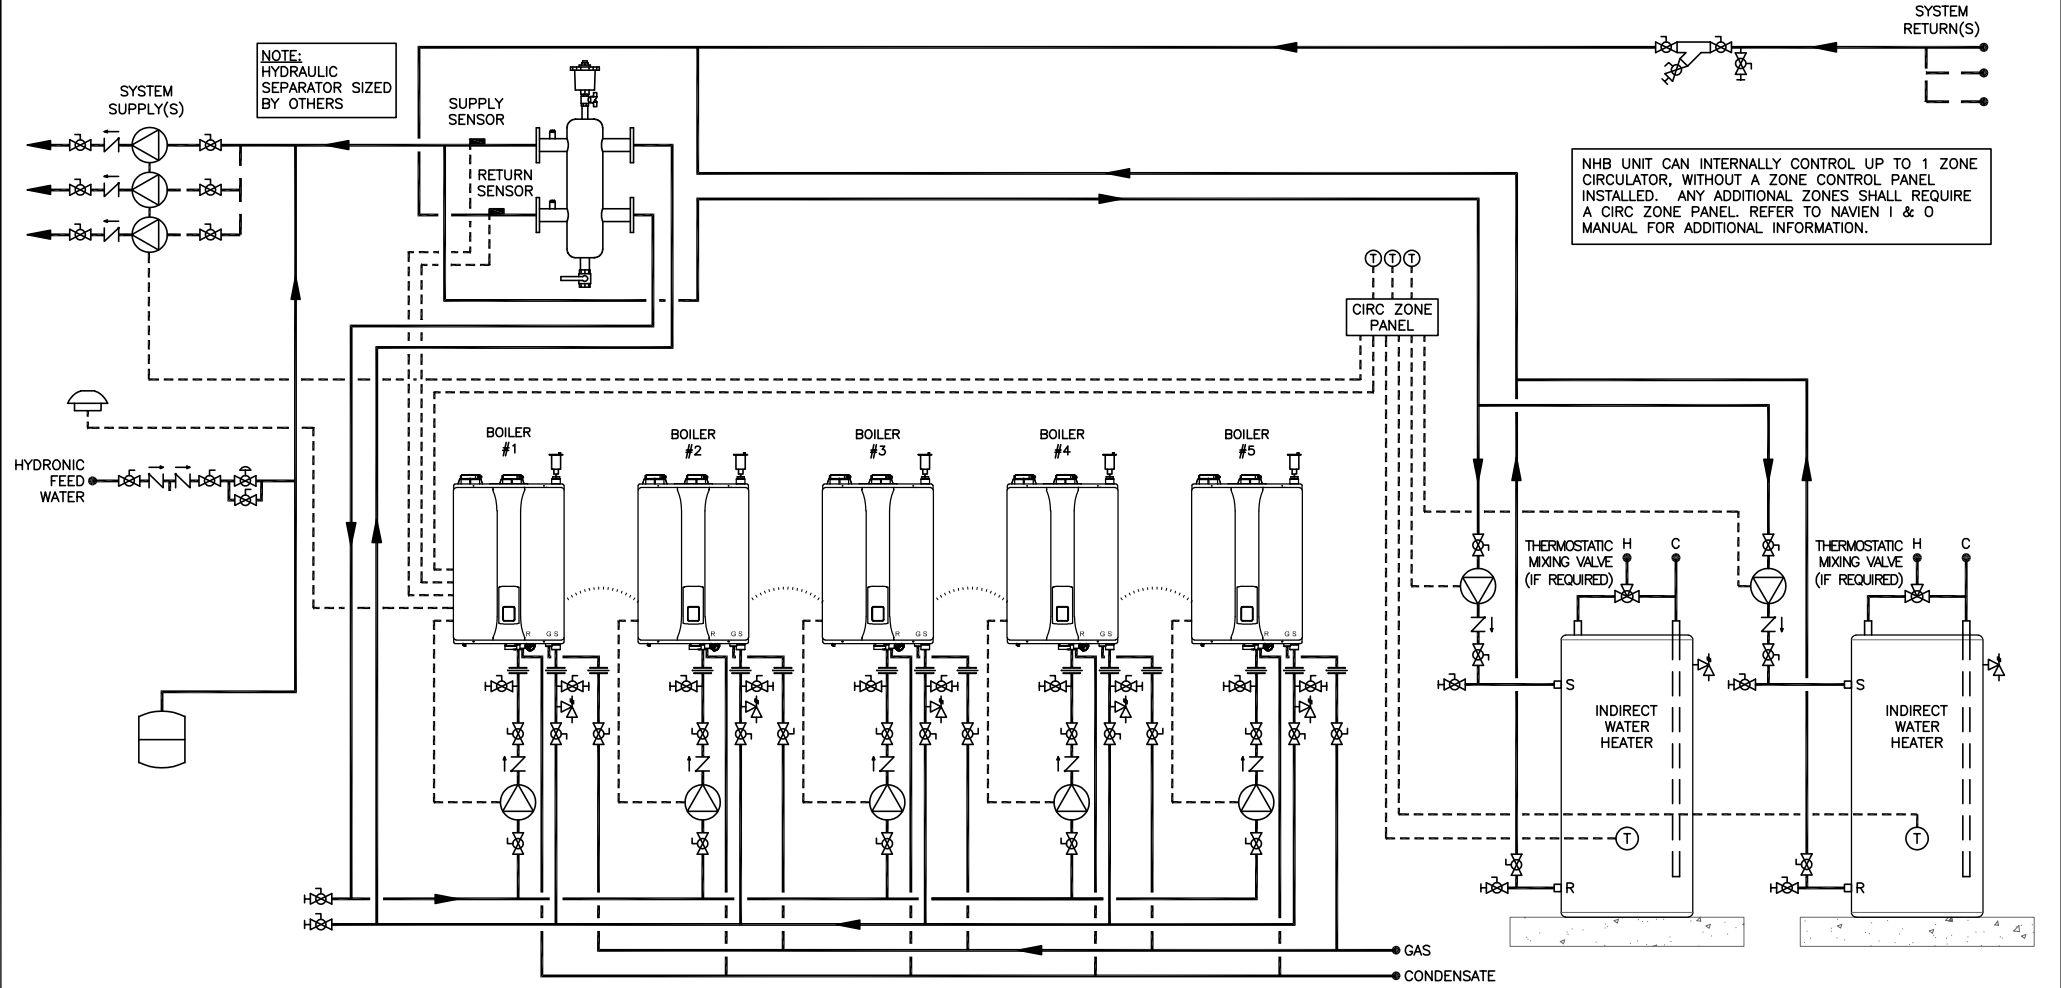 SYSTEM
RETURN(S)
NOTE:
HYDRAULIC
SEPARATOR SIZED
BY OTHERS
SYSTEM
SUPPLY(S)
SUPPLY
SENSOR
RETURN
SENSOR
NHB UNIT CAN INTERNALLY CONTROL UP TO 1 ZONE
CIRCULATOR, WITHOUT A ZONE CONTROL PANEL
INSTALLED. ANY ADDITIONAL ZONES SHALL REQUIRE
A CIRC ZONE PANEL. REFER TO NAVIEN I & O
MANUAL FOR ADDITIONAL INFORMATION.
T T T
CIRC ZONE
PANEL
HYDRONIC
FEED
WATER
BOILER
#1
BOILER
#2
BOILER
#3
BOILER
#4
BOILER
#5
R G S
R G S
R G S
R G S
R G S
THERMOSTATIC
MIXING VALVE
(IF REQUIRED)
H C
THERMOSTATIC
MIXING VALVE
(IF REQUIRED)
H C
S
INDIRECT
WATER
HEATER
T
R
S
INDIRECT
WATER
HEATER
T
R
GAS
CONDENSATE